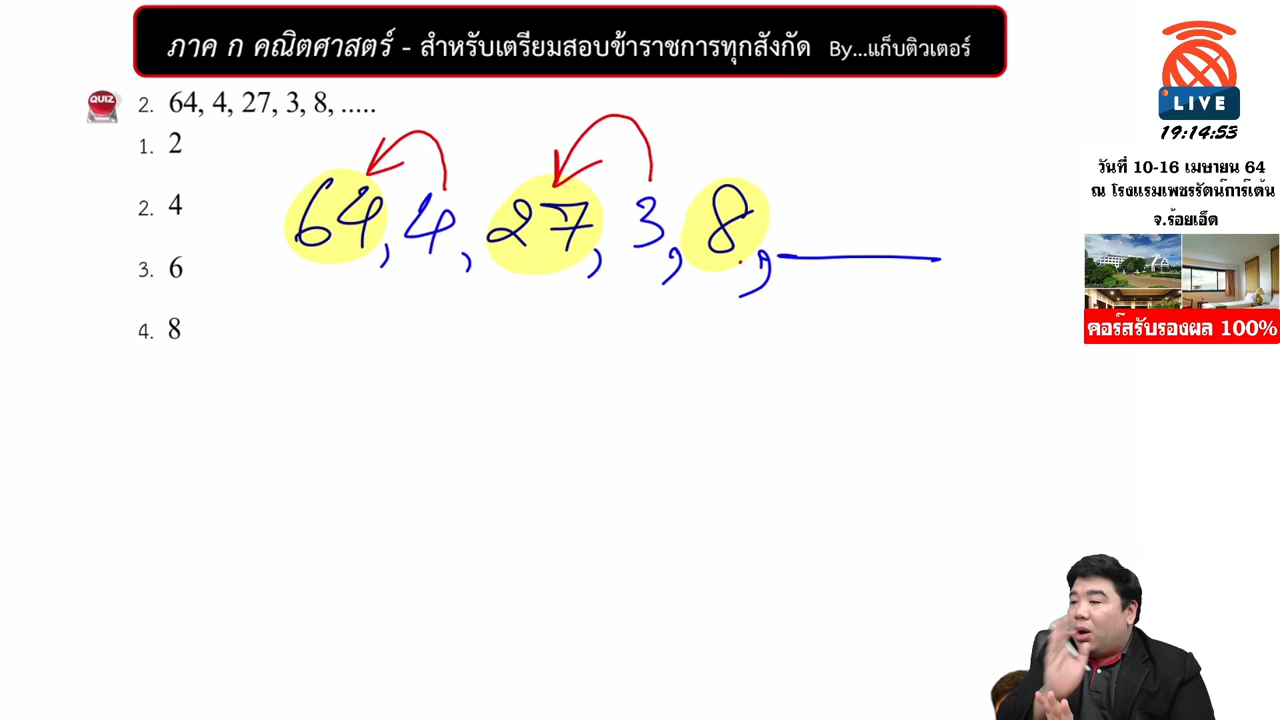 ภาค ก คณิตศาสตร์ - สำหรับเตรียมสอบข้าราชการทุกสังกัด By...แก็บติวเตอร์
LIVE
19:14:53
QUIZ
2. 64, 4, 27, 3, 8, .....
1. 2
2. 4
3. 6
4. 8
64, 4, 27, 3, 8, _____
วันที่ 10-16 เมษายน 64
ณ โรงแรมเพชรรัตน์การ์เด้น
จ.ร้อยเอ็ด
คอร์สรับรองผล 100%